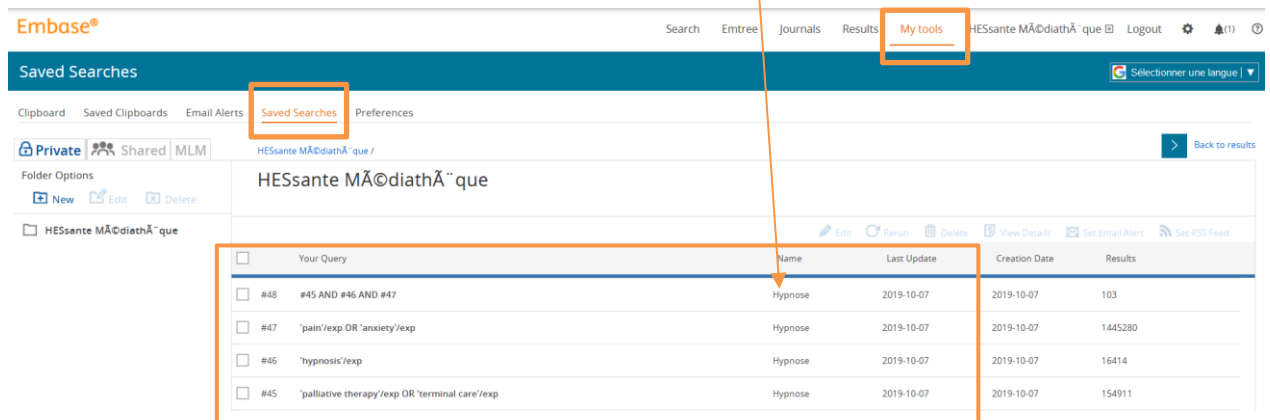 Embase®
Search Emtree Journals Results My tools HESsante MÃ©diathÃ¨que Logout (1)
Saved Searches
Sélectionner une langue ▼
Clipboard Saved Clipboards Email Alerts Saved Searches Preferences
Private Shared MLM
HESsante MÃ©diathÃ¨que /
Back to results
Folder Options
New Edit Delete
HESsante MÃ©diathÃ¨que
HESsante MÃ©diathÃ¨que
Edit Rerun Delete View Details Set Email Alert Set RSS Feed
Your Query Name Last Update Creation Date Results
#48 #45 AND #46 AND #47 Hypnose 2019-10-07 2019-10-07 103
#47 'pain'/exp OR 'anxiety'/exp Hypnose 2019-10-07 2019-10-07 1445280
#46 'hypnosis'/exp Hypnose 2019-10-07 2019-10-07 16414
#45 'palliative therapy'/exp OR 'terminal care'/exp Hypnose 2019-10-07 2019-10-07 154911